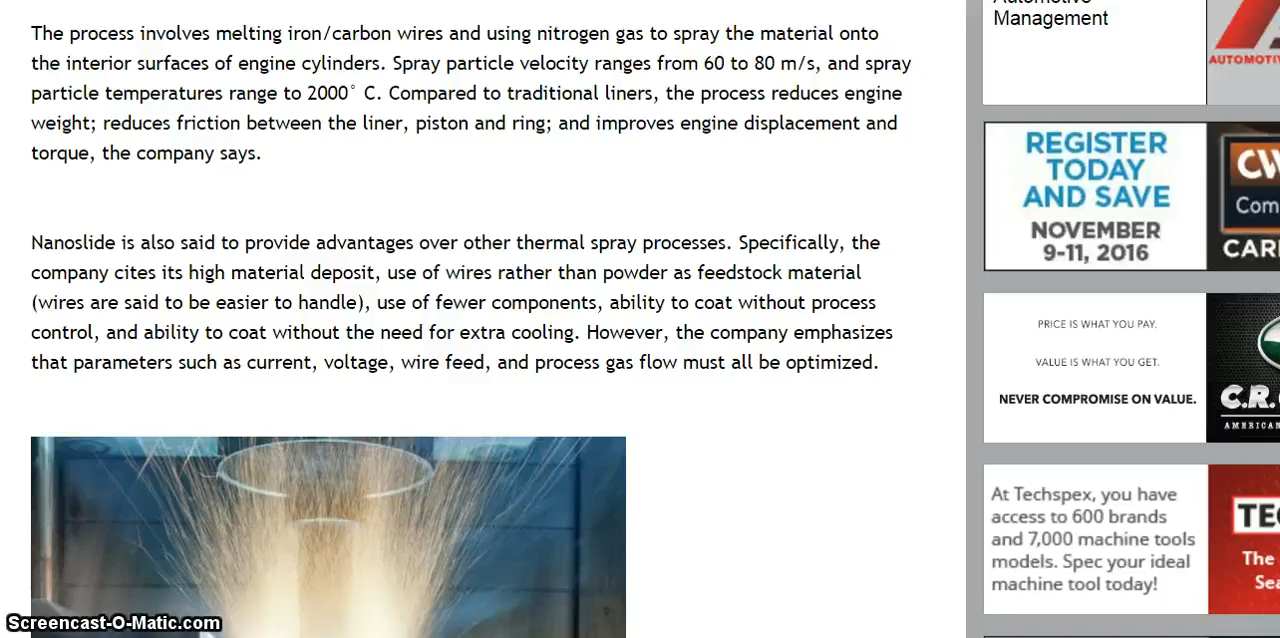 The process involves melting iron/carbon wires and using nitrogen gas to spray the material onto
the interior surfaces of engine cylinders. Spray particle velocity ranges from 60 to 80 m/s, and spray
particle temperatures range to 2000° C. Compared to traditional liners, the process reduces engine
weight; reduces friction between the liner, piston and ring; and improves engine displacement and
torque, the company says.
Nanoslide is also said to provide advantages over other thermal spray processes. Specifically, the
company cites its high material deposit, use of wires rather than powder as feedstock material
(wires are said to be easier to handle), use of fewer components, ability to coat without process
control, and ability to coat without the need for extra cooling. However, the company emphasizes
that parameters such as current, voltage, wire feed, and process gas flow must all be optimized.
Screencast-O-Matic.com
Automotive
Management
AUTOMOTIV
REGISTER
TODAY
AND SAVE
NOVEMBER
9-11, 2016
CW
Com
CAR
PRICE IS WHAT YOU PAY.
VALUE IS WHAT YOU GET.
NEVER COMPROMISE ON VALUE.
C.R.
AMERICAN
At Techspex, you have
access to 600 brands
and 7,000 machine tools
models. Spec your ideal
machine tool today!
TE
The
Sea